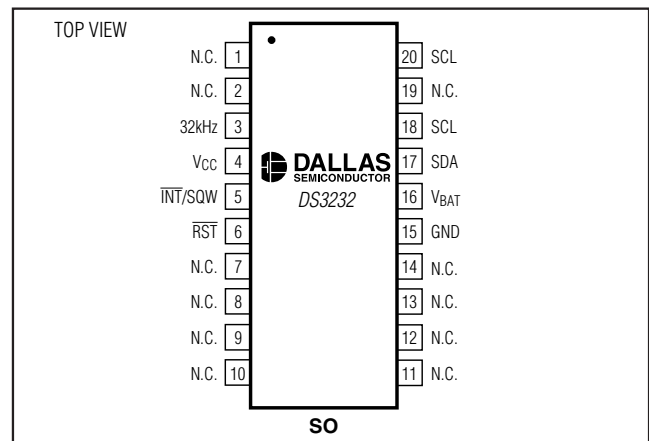 TOP VIEW
N.C. 1
N.C. 2
32kHz 3
VCC 4
INT/SQW 5
RST 6
N.C. 7
N.C. 8
N.C. 9
N.C. 10
DALLAS
SEMICONDUCTOR
DS3232
20 SCL
19 N.C.
18 SCL
17 SDA
16 VBAT
15 GND
14 N.C.
13 N.C.
12 N.C.
11 N.C.
SO